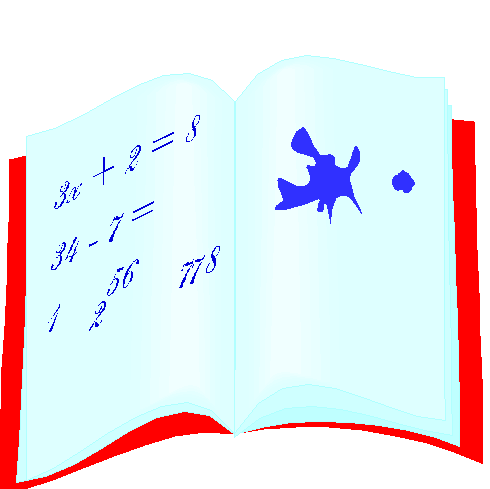 3x + 2 = 8
34 - 7 =
56 778
1 2